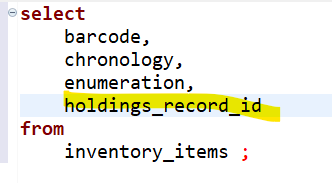 select
barcode,
chronology,
enumeration,
holdings_record_id
from
inventory_items ;